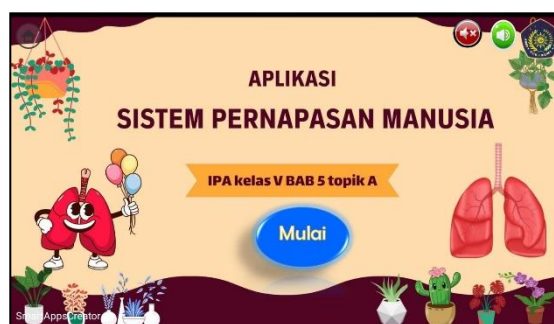 APLIKASI
SISTEM PERNAPASAN MANUSIA
IPA kelas V BAB 5 topik A
Mulai
SmartAppsCreator